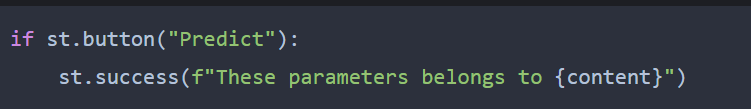 if st.button("Predict"):
    st.success(f"These parameters belongs to {content}")